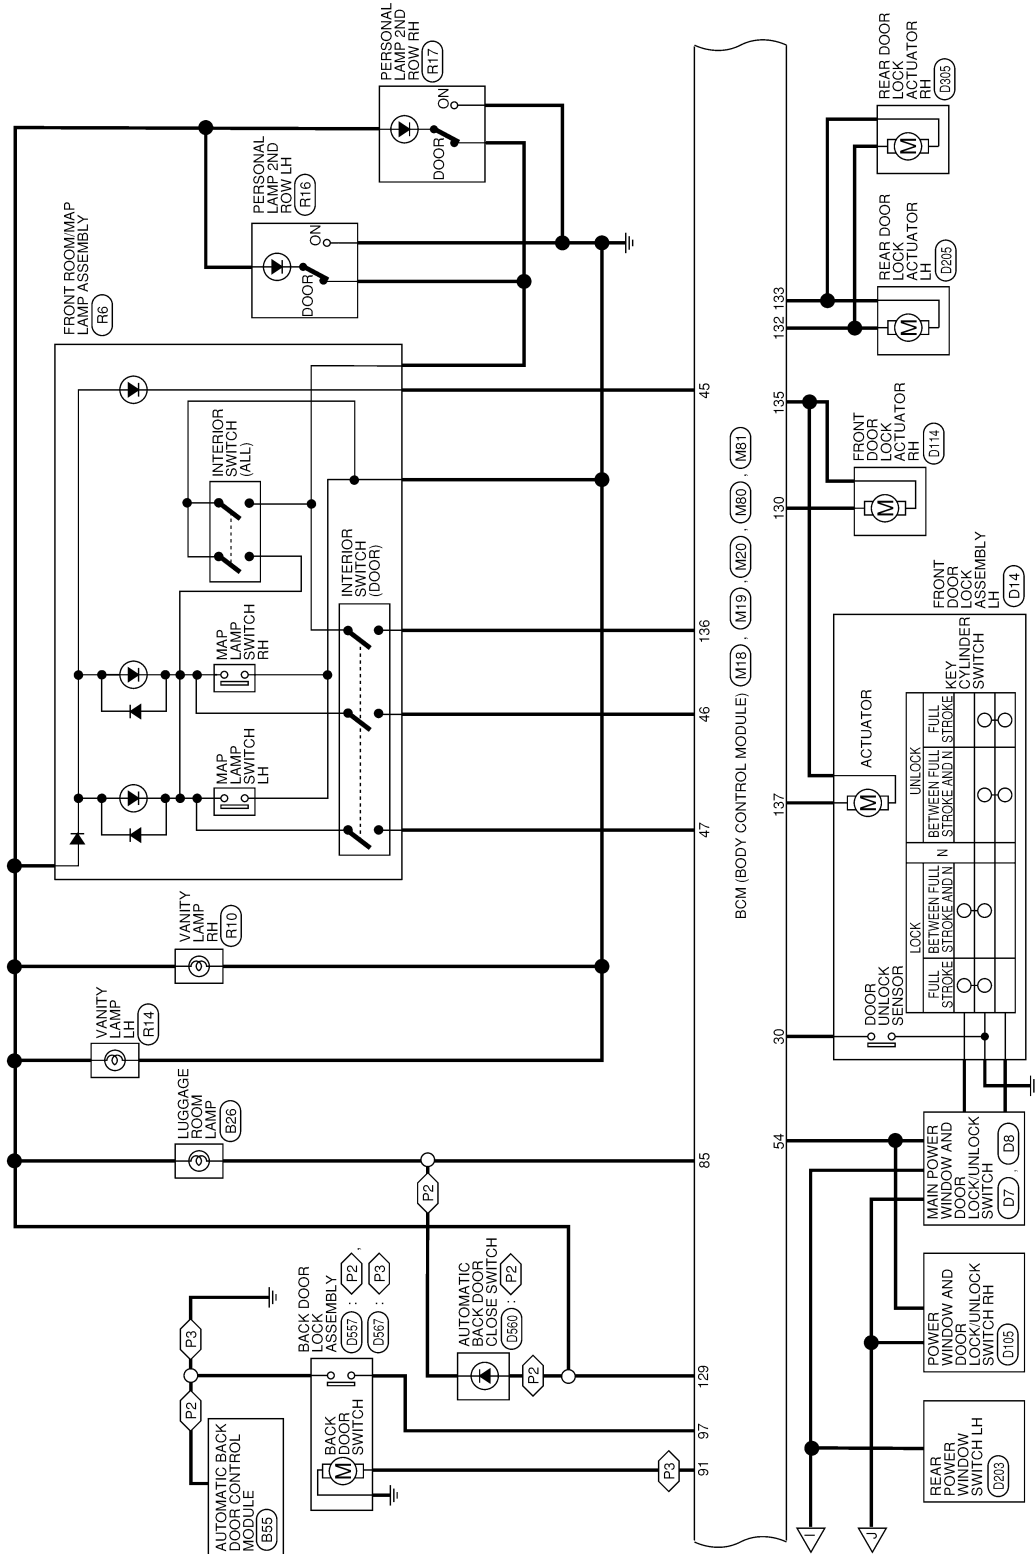 PERSONAL
LAMP 2ND
ROW RH
R17
ON
DOOR
PERSONAL
LAMP 2ND
ROW LH
R16
ON
DOOR
FRONT ROOM/MAP
LAMP ASSEMBLY
R6
INTERIOR
SWITCH
(ALL)
INTERIOR
SWITCH
(DOOR)
MAP
LAMP
SWITCH
RH
MAP
LAMP
SWITCH
LH
VANITY
LAMP
RH
R10
VANITY
LAMP
LH
R14
LUGGAGE
ROOM
LAMP
B26
P2
P3
P2
AUTOMATIC BACK
DOOR CONTROL
MODULE
B55
BACK DOOR
LOCK
ASSEMBLY
D557 : P2 ,
D567 : P3
M
BACK
DOOR
SWITCH
AUTOMATIC
BACK DOOR
CLOSE SWITCH
D560 : P2
P2
P3
45
136
46
47
85
129
97
91
BCM (BODY CONTROL MODULE) M18 , M19 , M20 , M80 , M81
133
132
135
130
137
30
54
REAR DOOR
LOCK
ACTUATOR
RH
D305
M
REAR DOOR
LOCK
ACTUATOR
LH
D205
M
FRONT
DOOR
LOCK
ACTUATOR
RH
D114
M
FRONT
DOOR
LOCK
ASSEMBLY
LH
D14
ACTUATOR
M
KEY
CYLINDER
SWITCH
LOCK
N
UNLOCK
FULL
STROKE
BETWEEN FULL
STROKE AND N
BETWEEN FULL
STROKE AND N
FULL
STROKE
DOOR
UNLOCK
SENSOR
MAIN POWER
WINDOW AND
DOOR
LOCK/UNLOCK
SWITCH
D7 , D8
POWER
WINDOW AND
DOOR
LOCK/UNLOCK
SWITCH RH
D105
REAR
POWER
WINDOW
SWITCH LH
D203
I
J